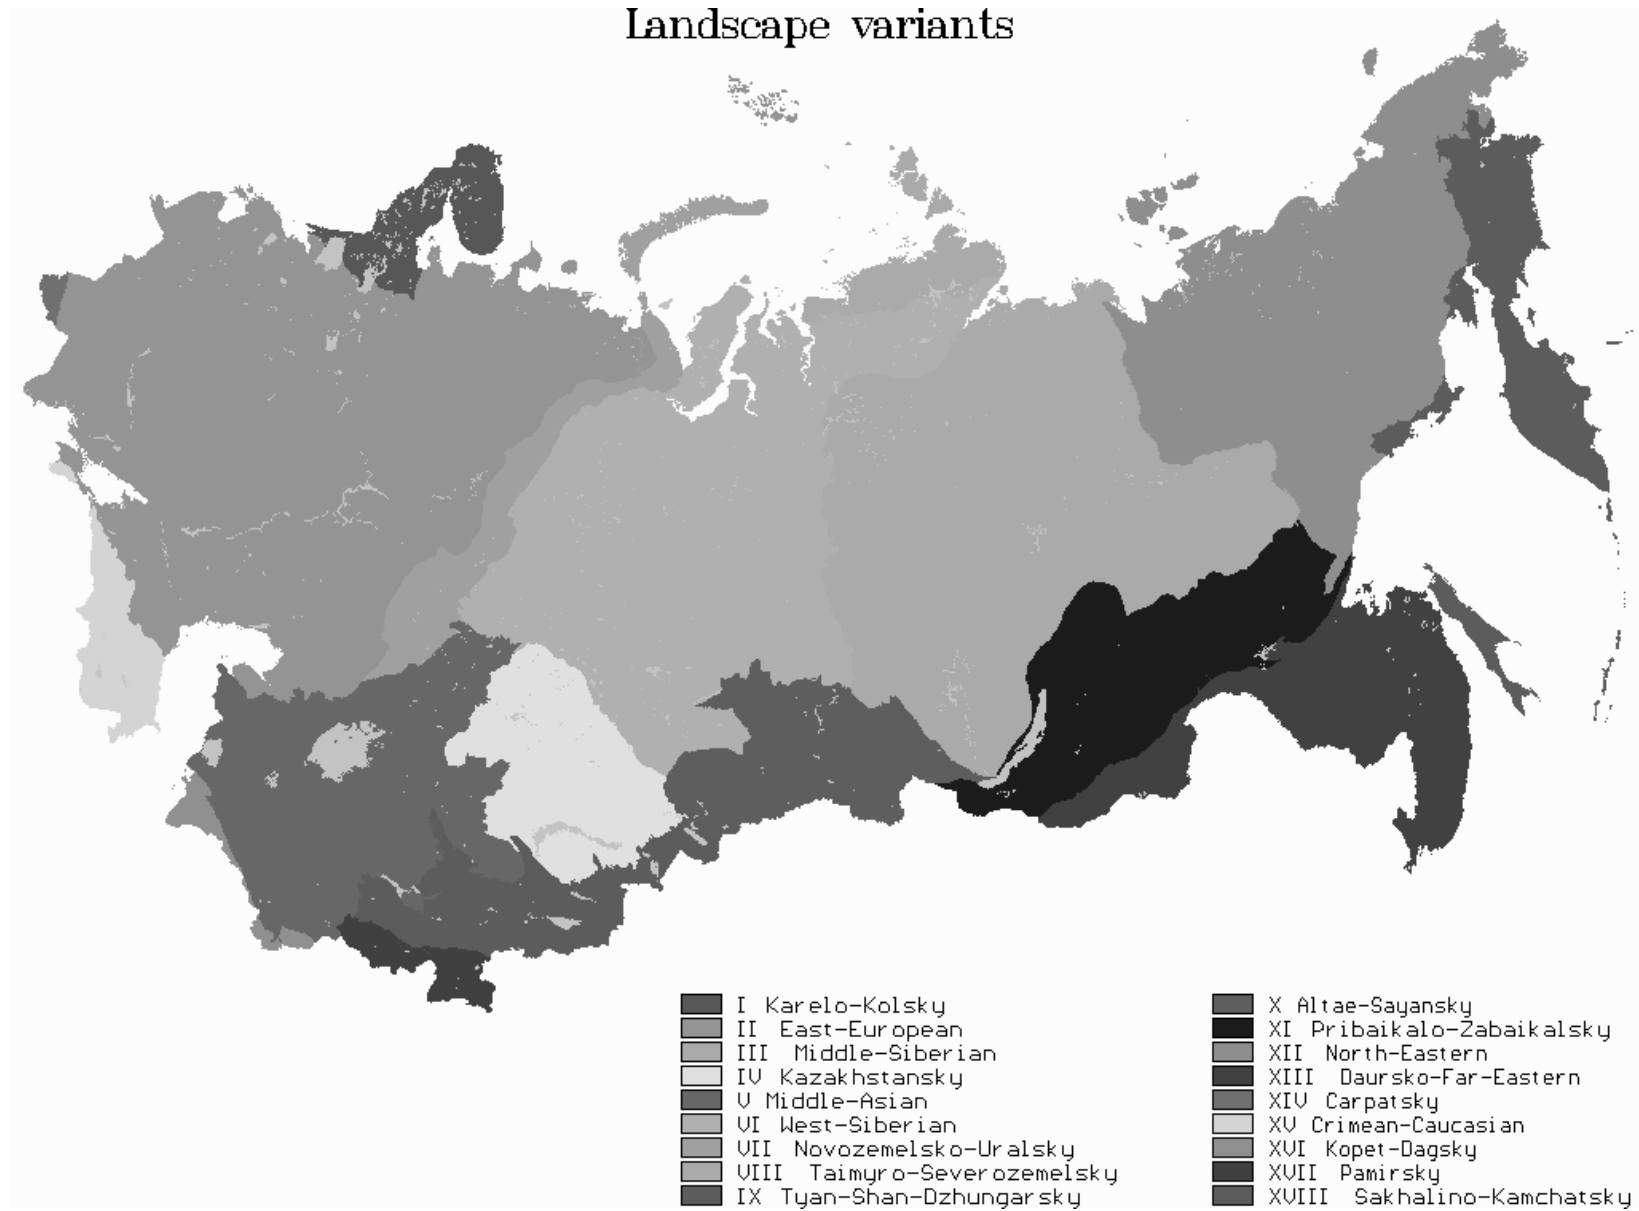 Landscape variants
I Karelo-Kolsky
II East-European
III Middle-Siberian
IV Kazakhstansky
V Middle-Asian
VI West-Siberian
VII Novozemelsko-Uralsky
VIII Taimyro-Severozemelsky
IX Tyan-Shan-Dzhungarsky
X Altae-Sayansky
XI Pribaikalo-Zabaikalsky
XII North-Eastern
XIII Daursko-Far-Eastern
XIV Carpatsky
XV Crimean-Caucasian
XVI Kopet-Dagsky
XVII Pamirsky
XVIII Sakhalino-Kamchatsky